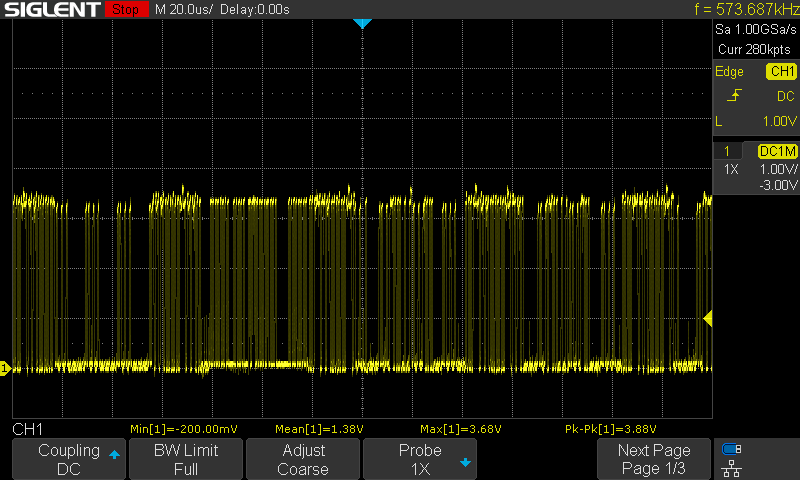 SIGLENT Stop M 20.0us/ Delay:0.00s f = 573.687kHz
Sa 1.00GSa/s
Curr 280kpts
Edge CH1
DC
L 1.00V
1 DC1M
1X 1.00V/
-3.00V
1
CH1 Min[1]=-200.00mV Mean[1]=1.38V Max[1]=3.68V Pk-Pk[1]=3.88V
Coupling BW Limit Adjust Probe Next Page
DC Full Coarse 1X Page 1/3